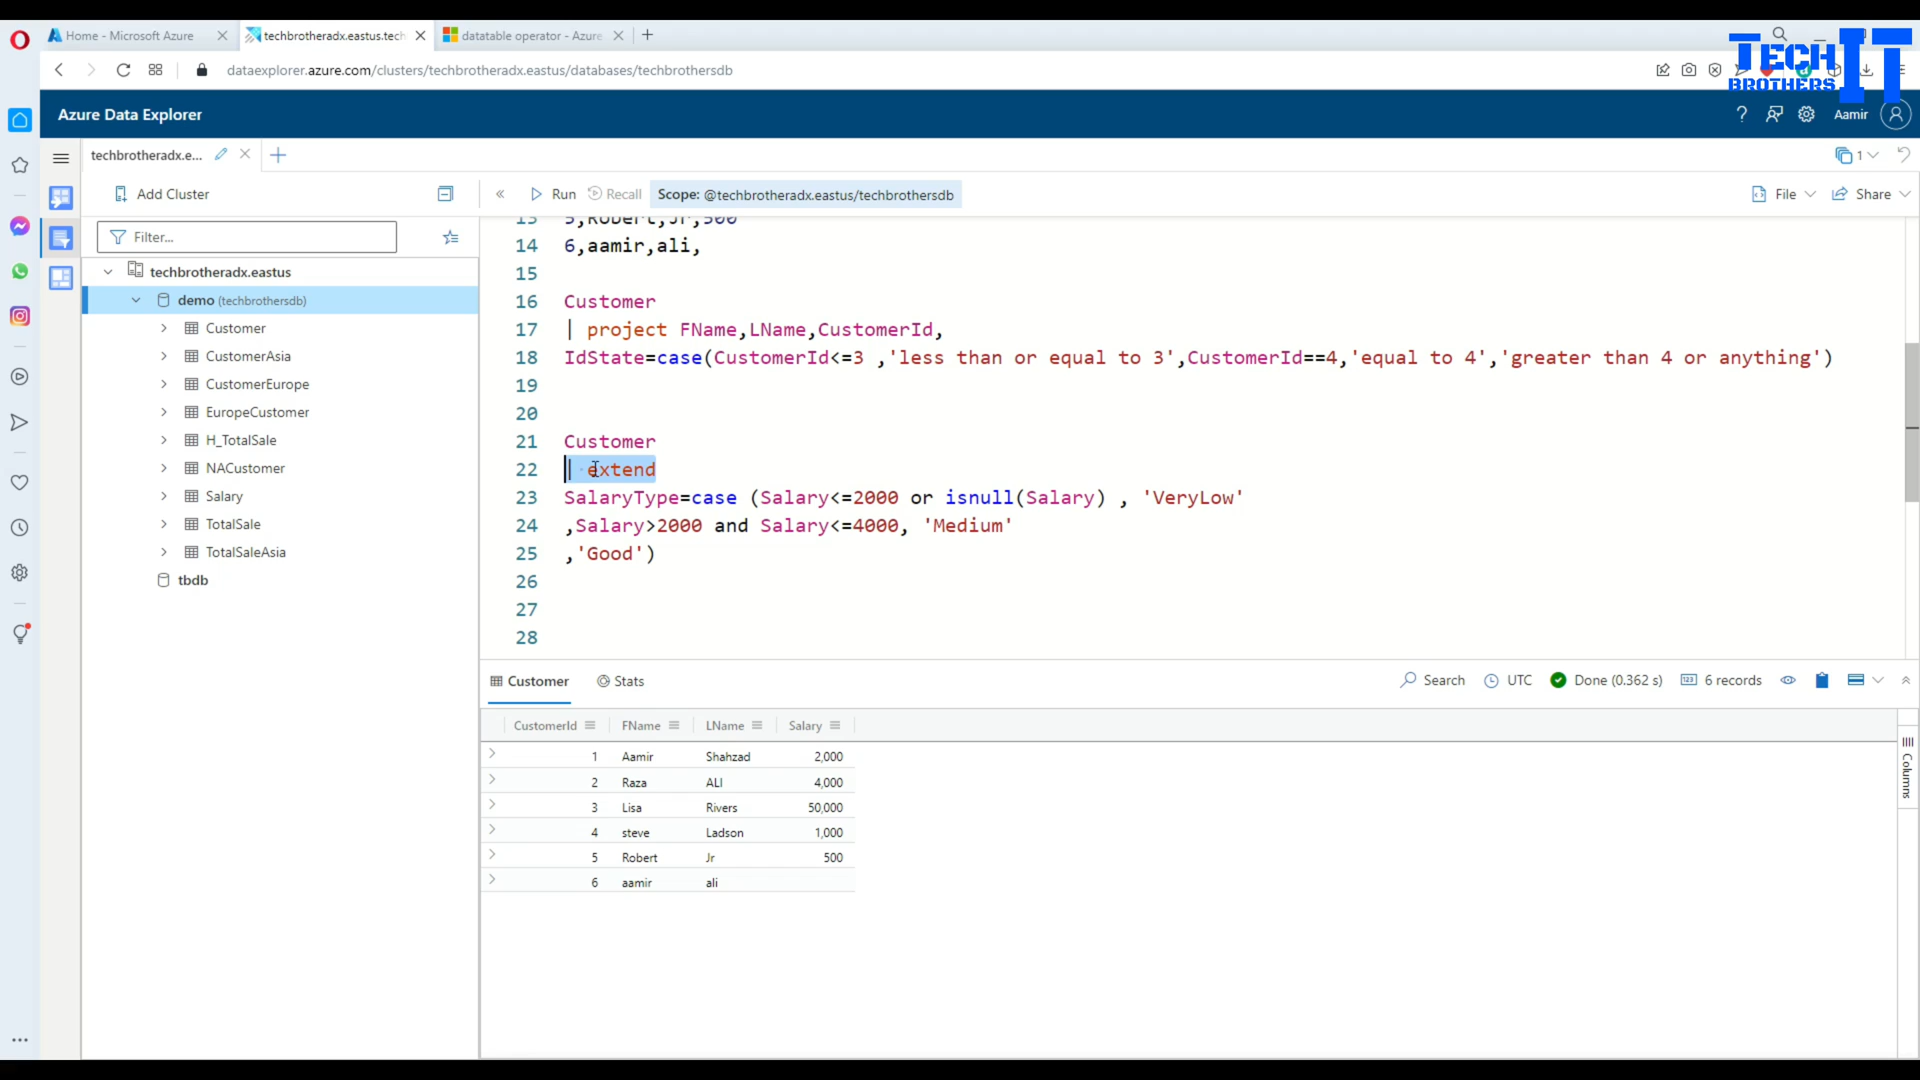 Home - Microsoft Azure
techbrotheradx.eastus.tech
datatable operator - Azure
TECH BROTHERS IT
dataexplorer.azure.com/clusters/techbrotheradx.eastus/databases/techbrothersdb
Azure Data Explorer
Aamir
techbrotheradx.e...
1
Add Cluster
Run
Recall
Scope: @techbrotheradx.eastus/techbrothersdb
File
Share
Filter...
techbrotheradx.eastus
demo (techbrothersdb)
Customer
CustomerAsia
CustomerEurope
EuropeCustomer
H_TotalSale
NACustomer
Salary
TotalSale
TotalSaleAsia
tbdb
13 5,Robert,Jr,500
14 6,aamir,ali,
15
16 Customer
17 | project FName,LName,CustomerId,
18 IdState=case(CustomerId<=3 ,'less than or equal to 3',CustomerId==4,'equal to 4','greater than 4 or anything')
19
20
21 Customer
22 | extend
23 SalaryType=case (Salary<=2000 or isnull(Salary) , 'VeryLow'
24 ,Salary>2000 and Salary<=4000, 'Medium'
25 ,'Good')
26
27
28
Customer
Stats
Search
UTC
Done (0.362 s)
6 records
CustomerId FName LName Salary
1 Aamir Shahzad 2,000
2 Raza ALI 4,000
3 Lisa Rivers 50,000
4 steve Ladson 1,000
5 Robert Jr 500
6 aamir ali
Columns